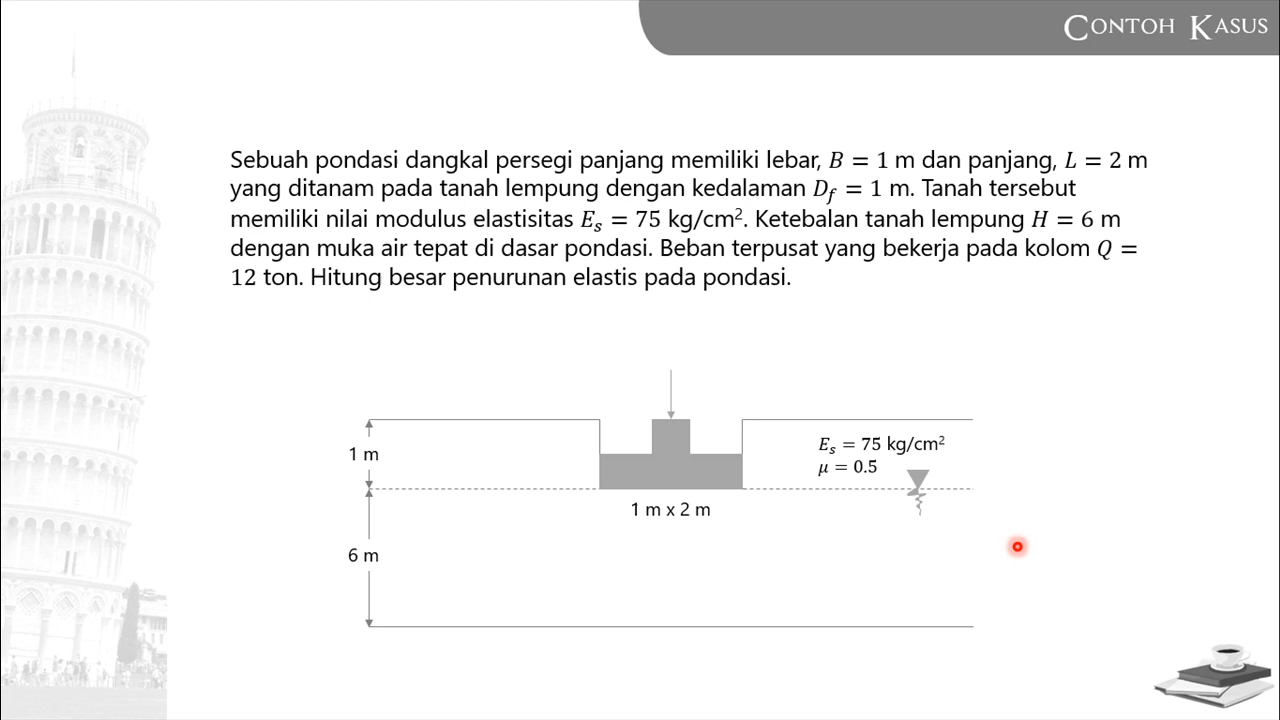 CONTOH KASUS
Sebuah pondasi dangkal persegi panjang memiliki lebar, B = 1 m dan panjang, L = 2 m
yang ditanam pada tanah lempung dengan kedalaman D_f = 1 m. Tanah tersebut
memiliki nilai modulus elastisitas E_s = 75 kg/cm². Ketebalan tanah lempung H = 6 m
dengan muka air tepat di dasar pondasi. Beban terpusat yang bekerja pada kolom Q =
12 ton. Hitung besar penurunan elastis pada pondasi.
1 m
E_s = 75 kg/cm²
μ = 0.5
1 m x 2 m
6 m